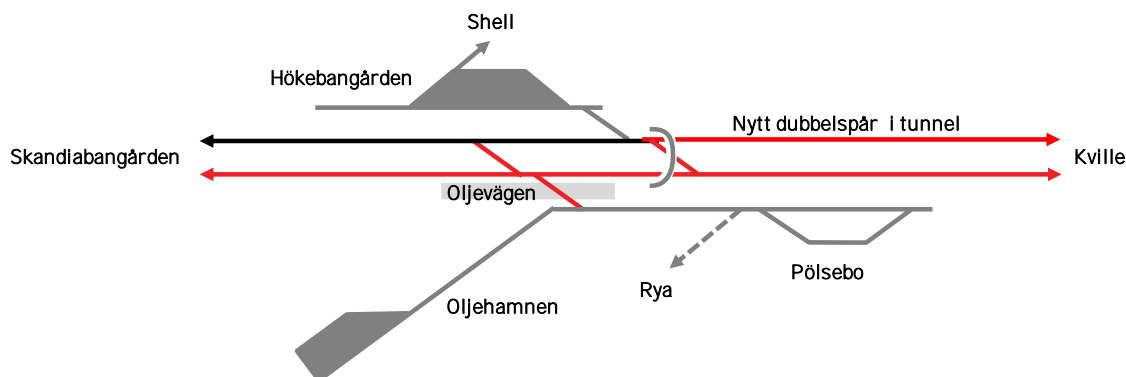 Shell
Hökebangården
Nytt dubbelspår i tunnel
Skandiabangården
Kville
Oljevägen
Pölsebo
Rya
Oljehamnen